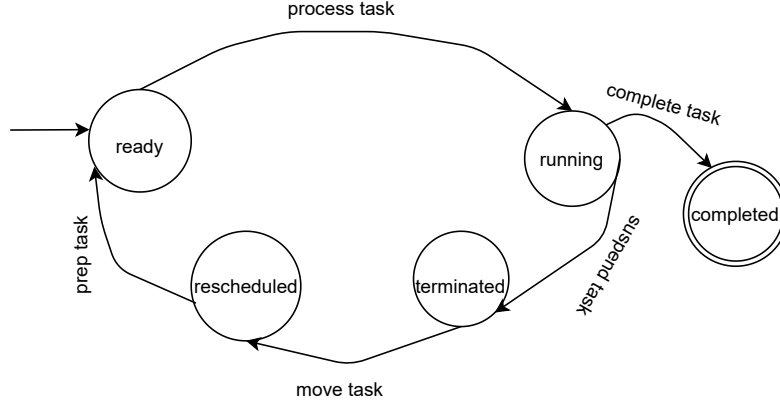 process task
complete task
ready
running
completed
suspend task
prep task
rescheduled
terminated
move task